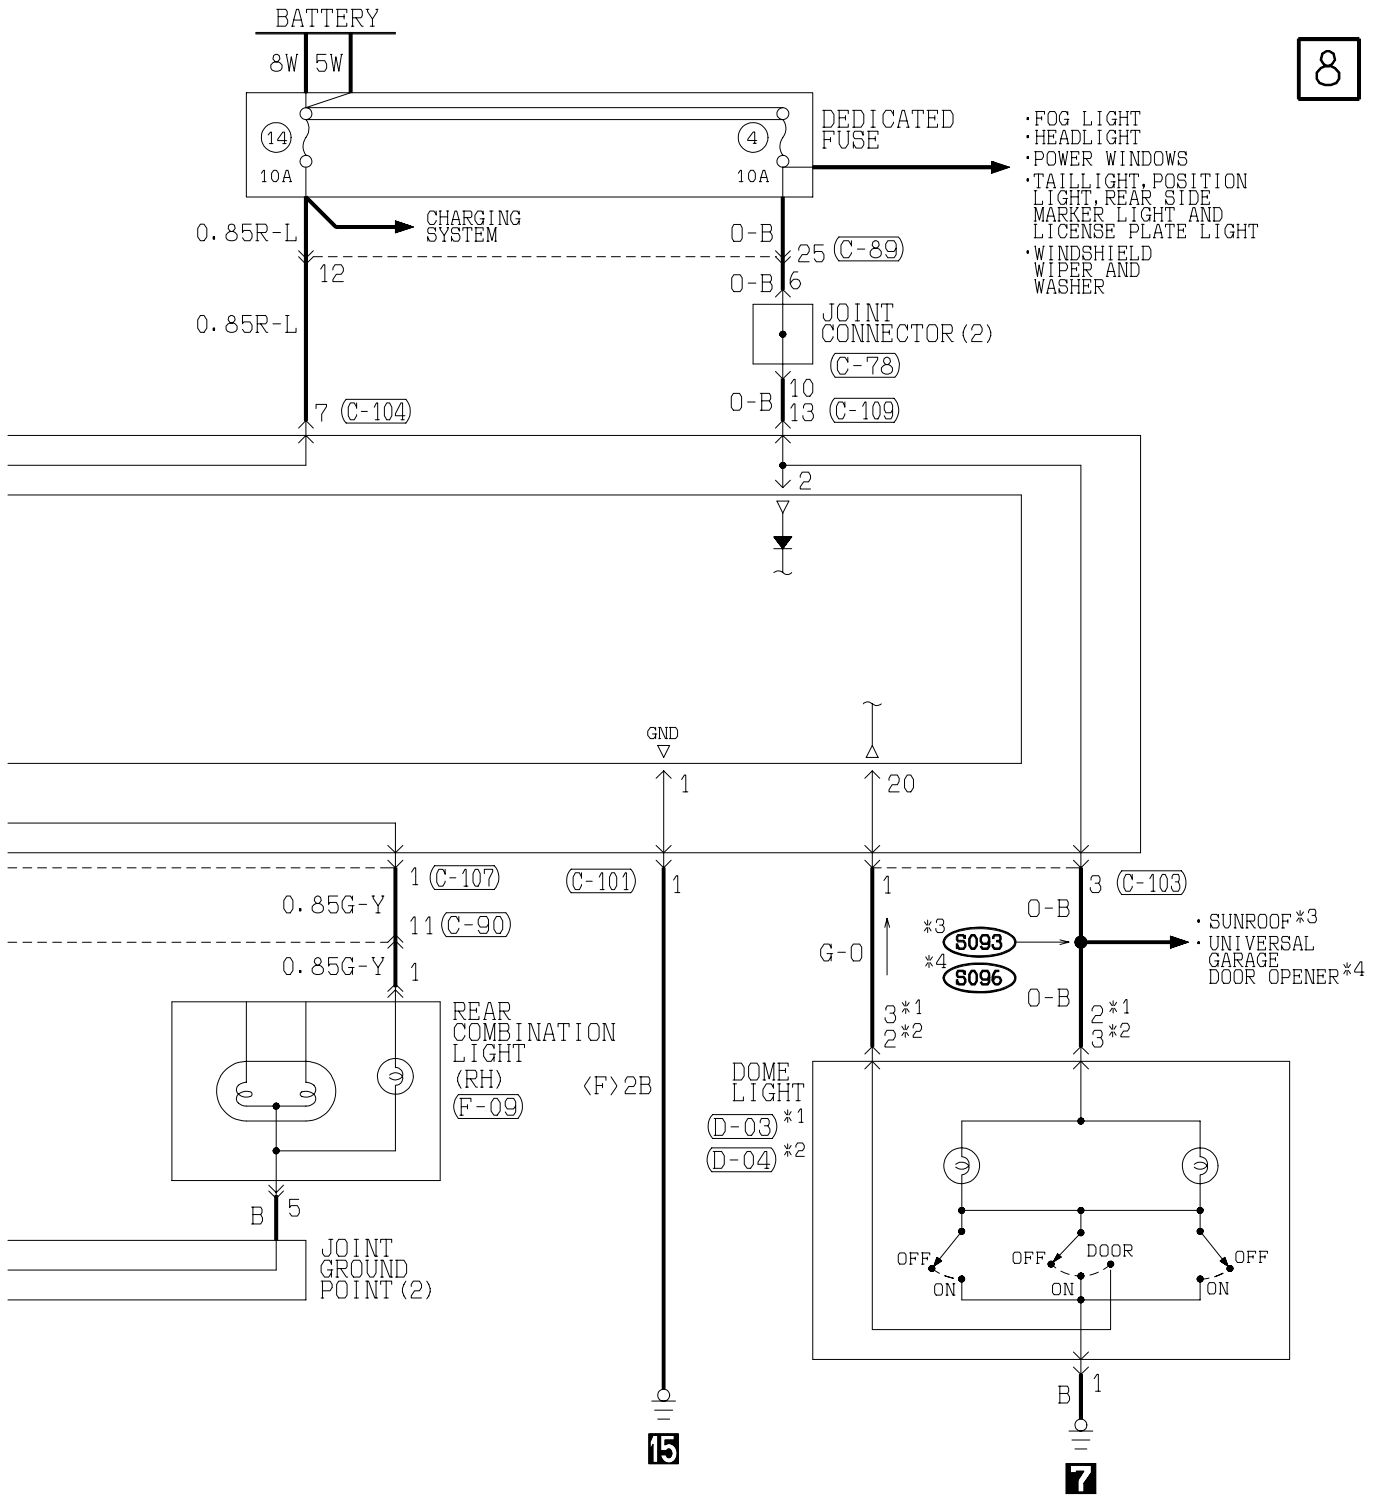 BATTERY
8W 5W
8
14
10A
4
10A
DEDICATED
FUSE
·FOG LIGHT
·HEADLIGHT
·POWER WINDOWS
·TAILLIGHT,POSITION
LIGHT,REAR SIDE
MARKER LIGHT AND
LICENSE PLATE LIGHT
·WINDSHIELD
WIPER AND
WASHER
0.85R-L
CHARGING
SYSTEM
O-B
12
25 (C-89)
O-B 6
0.85R-L
JOINT
CONNECTOR(2)
(C-78)
7 (C-104)
10
O-B
13 (C-109)
2
GND
1
20
1 (C-107)
(C-101) 1
1
3 (C-103)
0.85G-Y
11 (C-90)
0.85G-Y
1
O-B
G-O
*3 S093
*4 S096
O-B
· SUNROOF*3
· UNIVERSAL
GARAGE
DOOR OPENER*4
3*1
2*2
2*1
3*2
REAR
COMBINATION
LIGHT
(RH)
(F-09)
<F>2B
DOME
LIGHT
(D-03)*1
(D-04)*2
B 5
JOINT
GROUND
POINT(2)
OFF
ON
OFF
DOOR
ON
OFF
ON
B 1
15
7